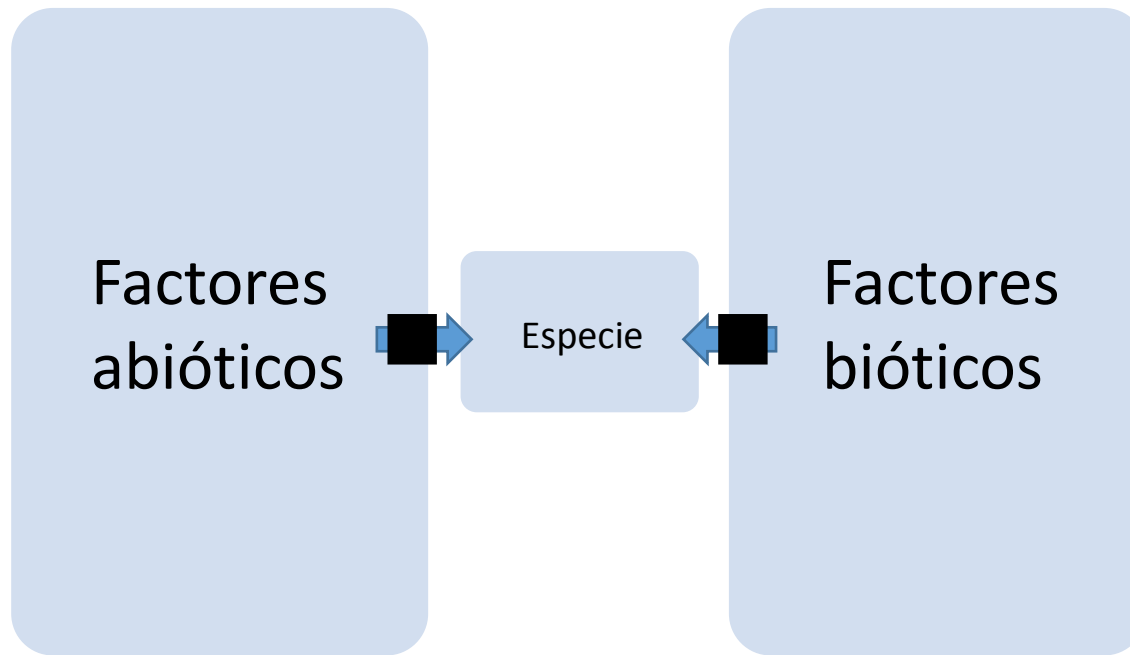 Factores
abióticos
Especie
Factores
bióticos